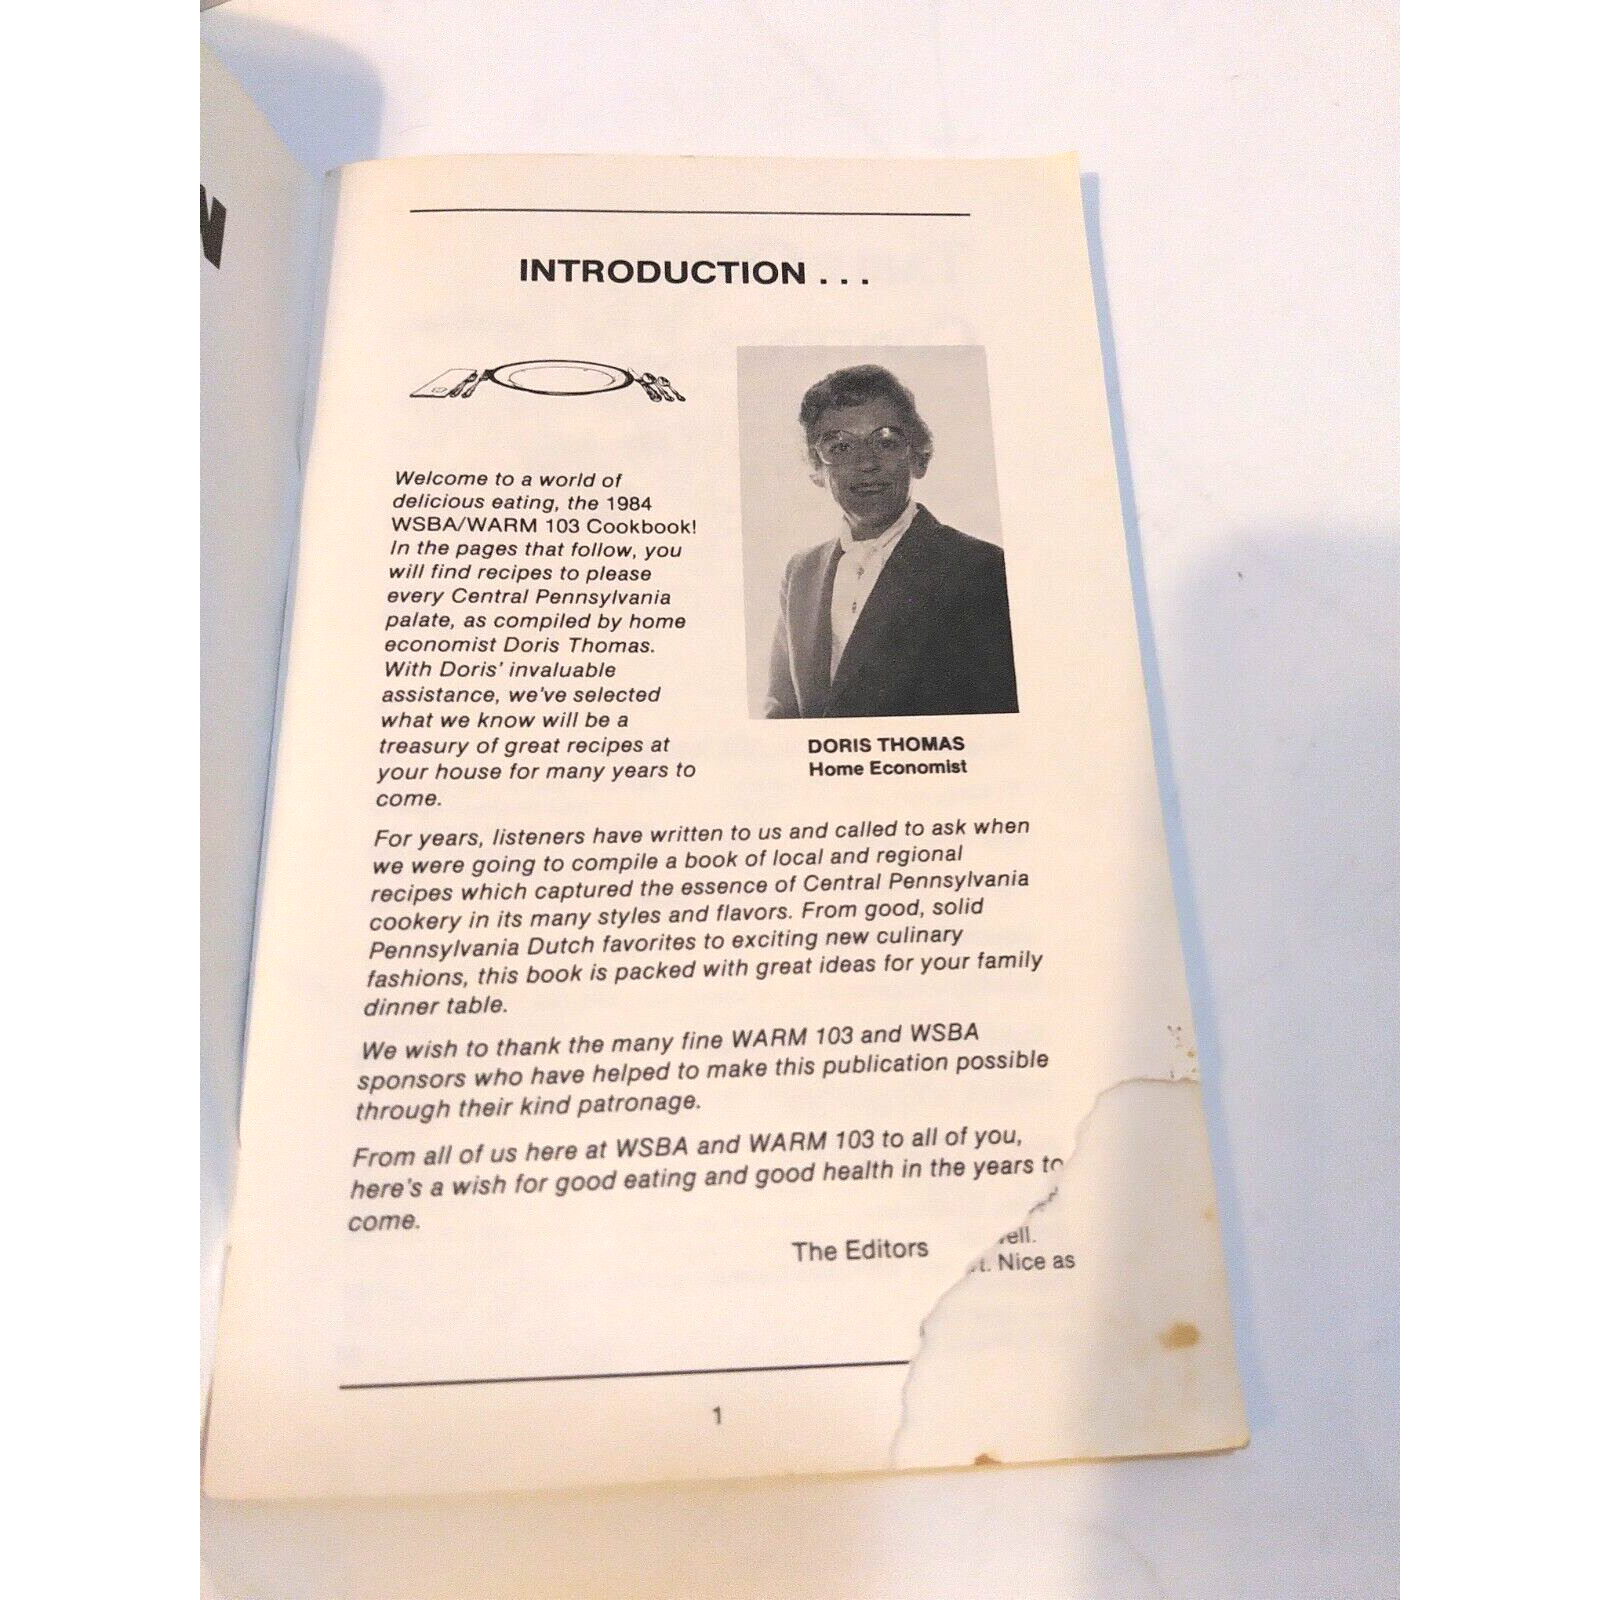 INTRODUCTION . . .
Welcome to a world of
delicious eating, the 1984
WSBA/WARM 103 Cookbook!
In the pages that follow, you
will find recipes to please
every Central Pennsylvania
palate, as compiled by home
economist Doris Thomas.
With Doris' invaluable
assistance, we've selected
what we know will be a
treasury of great recipes at
your house for many years to
come.
DORIS THOMAS
Home Economist
For years, listeners have written to us and called to ask when
we were going to compile a book of local and regional
recipes which captured the essence of Central Pennsylvania
cookery in its many styles and flavors. From good, solid
Pennsylvania Dutch favorites to exciting new culinary
fashions, this book is packed with great ideas for your family
dinner table.
We wish to thank the many fine WARM 103 and WSBA
sponsors who have helped to make this publication possible
through their kind patronage.
From all of us here at WSBA and WARM 103 to all of you,
here's a wish for good eating and good health in the years to
come.
The Editors
Nice as
1